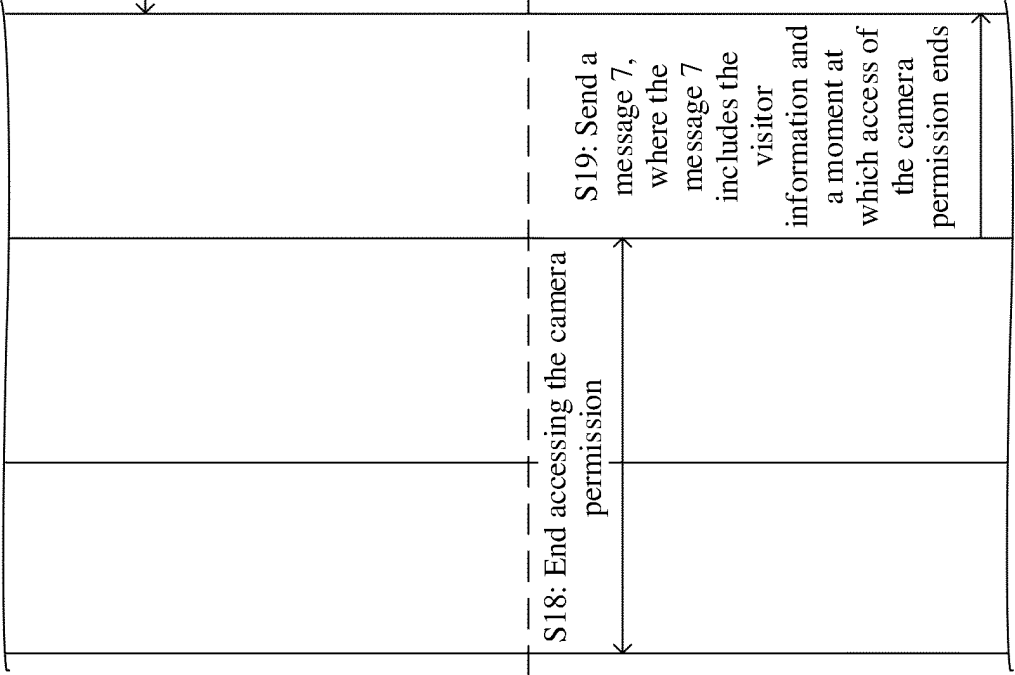 S18: End accessing the camera
permission
S19: Send a
message 7,
where the
message 7
includes the
visitor
information and
a moment at
which access of
the camera
permission ends